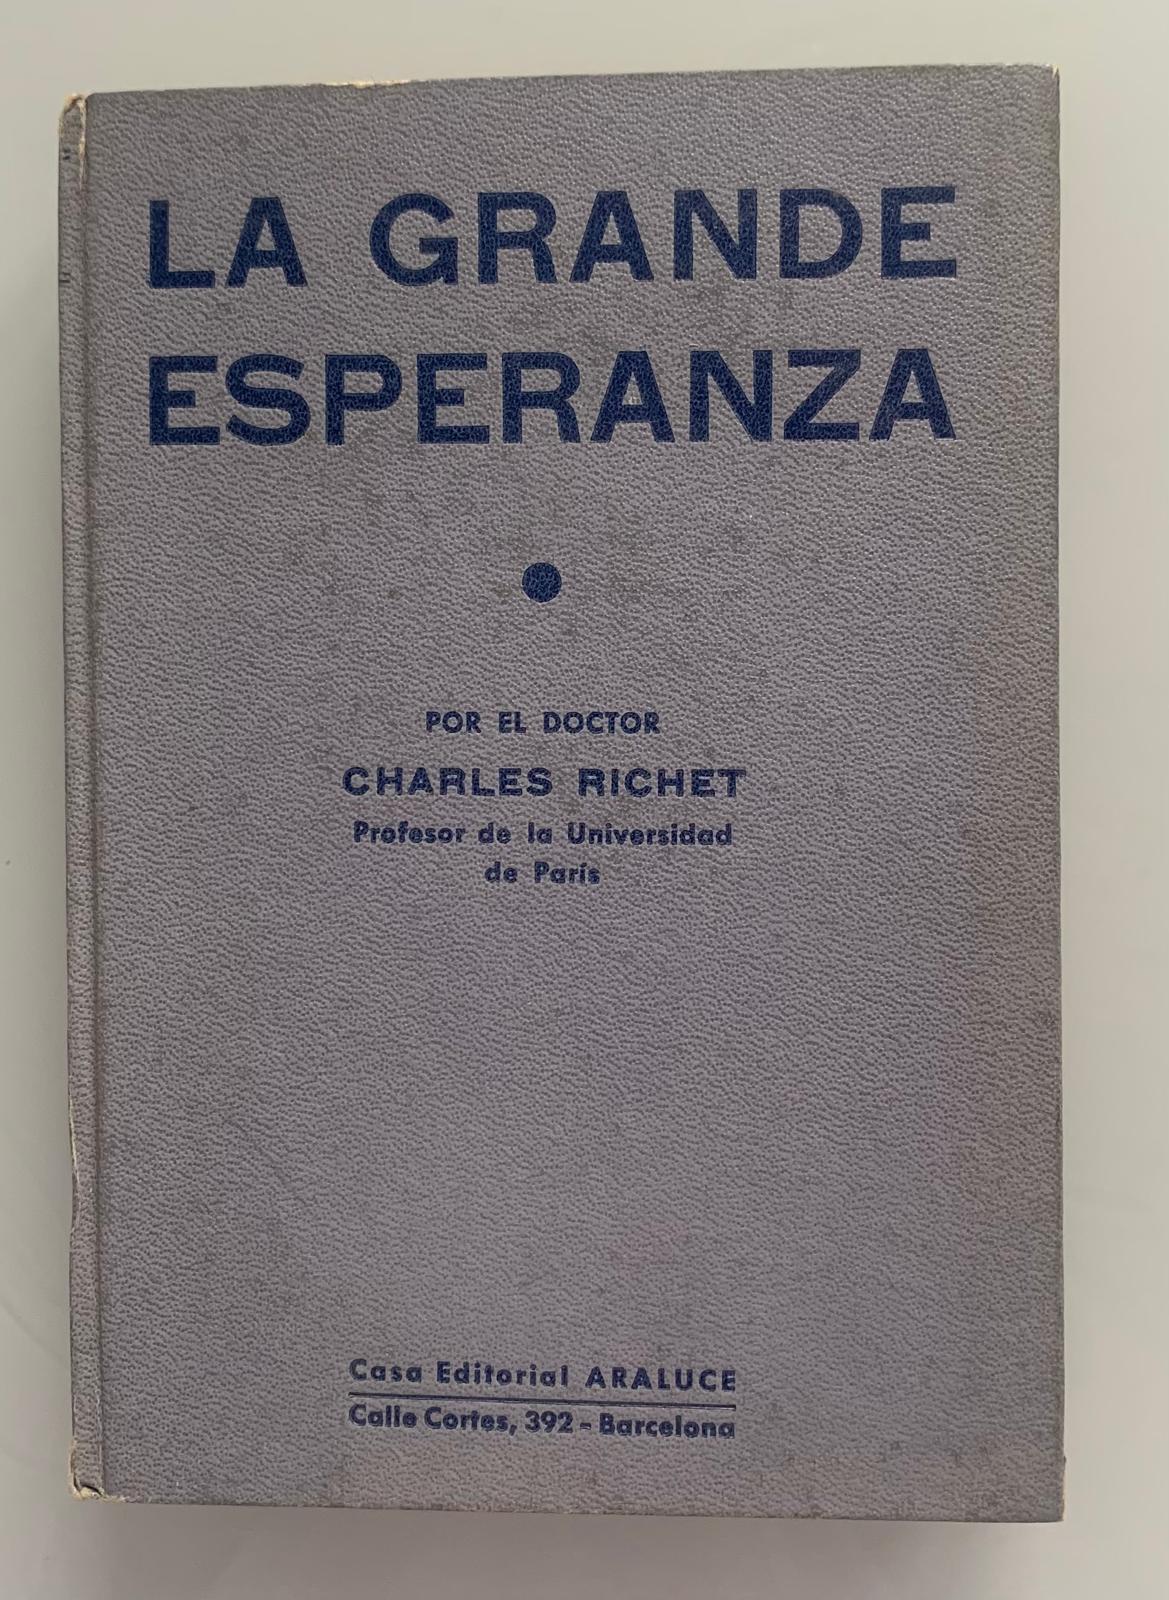 LA GRANDE
ESPERANZA
POR EL DOCTOR
CHARLES RICHET
Profesor de la Universidad
de París
Casa Editorial ARALUCE
Calle Cortes, 392 - Barcelona